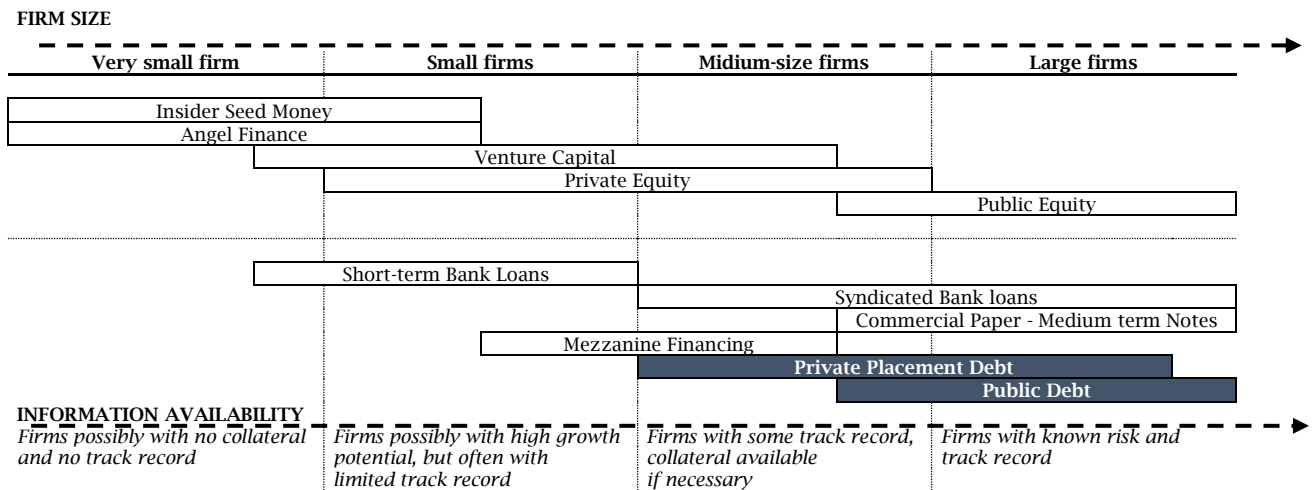 FIRM SIZE
Very small firm Small firms Midium-size firms Large firms
Insider Seed Money
Angel Finance
Venture Capital
Private Equity
Public Equity
Short-term Bank Loans
Syndicated Bank loans
Commercial Paper - Medium term Notes
Mezzanine Financing
Private Placement Debt
Public Debt
INFORMATION AVAILABILITY
Firms possibly with no collateral
and no track record
Firms possibly with high growth
potential, but often with
limited track record
Firms with some track record,
collateral available
if necessary
Firms with known risk and
track record